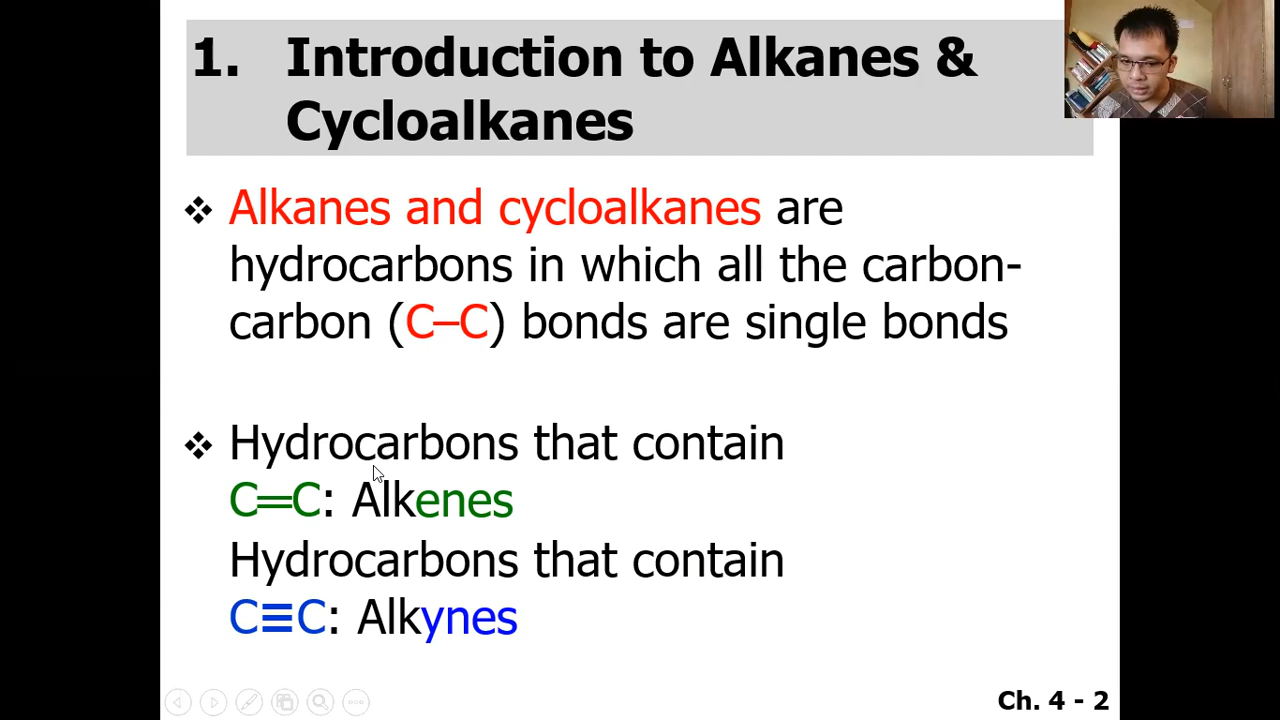 1. Introduction to Alkanes &
Cycloalkanes
❖ Alkanes and cycloalkanes are
hydrocarbons in which all the carbon-
carbon (C–C) bonds are single bonds
❖ Hydrocarbons that contain
C═C: Alkenes
Hydrocarbons that contain
C≡C: Alkynes
Ch. 4 - 2